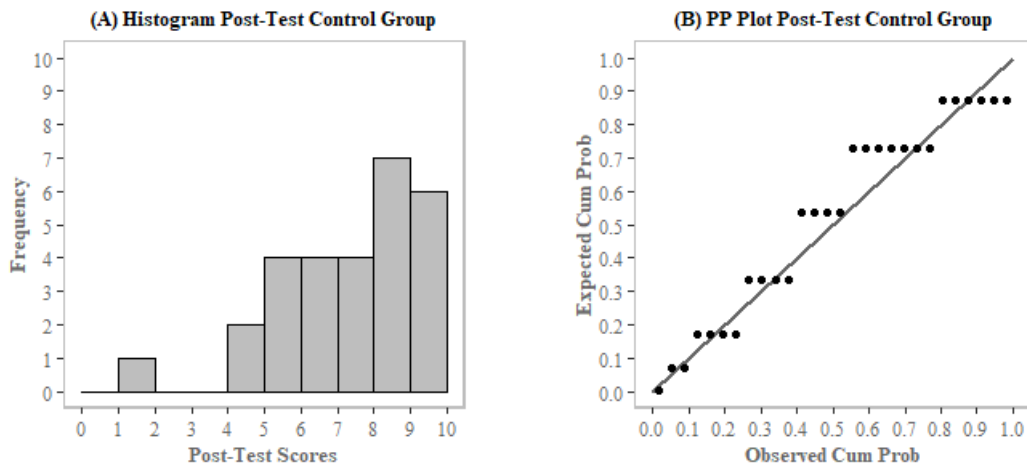 (A) Histogram Post-Test Control Group
Frequency
10
9
8
7
6
5
4
3
2
1
0
0 1 2 3 4 5 6 7 8 9 10
Post-Test Scores
(B) PP Plot Post-Test Control Group
Expected Cum Prob
1.0
0.9
0.8
0.7
0.6
0.5
0.4
0.3
0.2
0.1
0.0
0.0 0.1 0.2 0.3 0.4 0.5 0.6 0.7 0.8 0.9 1.0
Observed Cum Prob